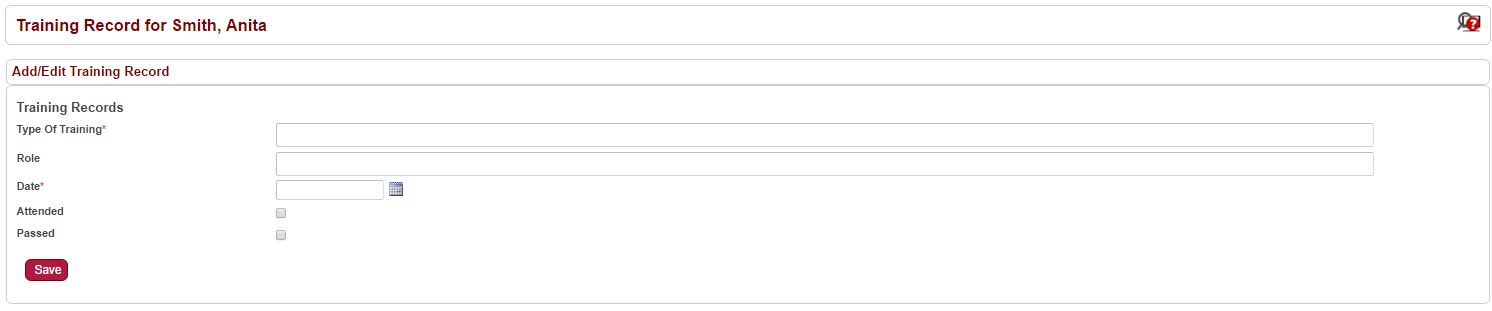 Training Record for Smith, Anita
?
Add/Edit Training Record
Training Records
Type Of Training*
Role
Date*
Attended
Passed
Save